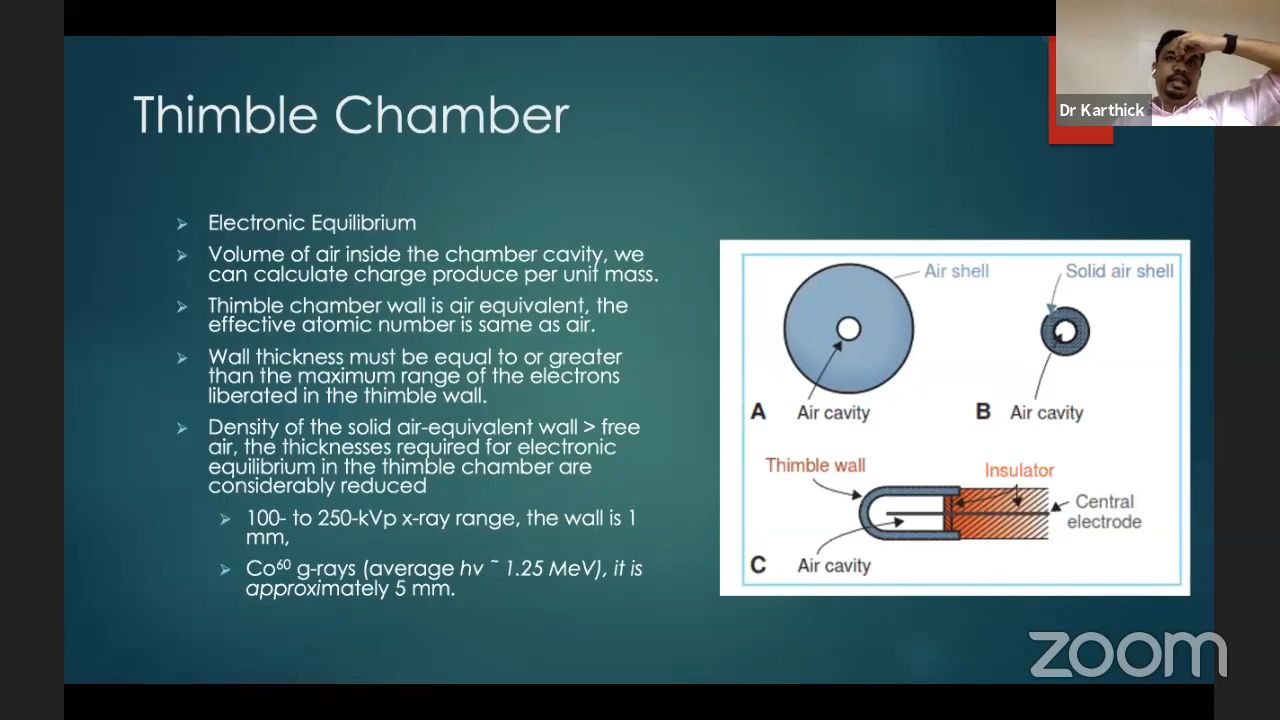 Dr Karthick
Thimble Chamber
Electronic Equilibrium
Volume of air inside the chamber cavity, we
can calculate charge produce per unit mass.
Thimble chamber wall is air equivalent, the
effective atomic number is same as air.
Wall thickness must be equal to or greater
than the maximum range of the electrons
liberated in the thimble wall.
Density of the solid air-equivalent wall > free
air, the thicknesses required for electronic
equilibrium in the thimble chamber are
considerably reduced
100- to 250-kVp x-ray range, the wall is 1
mm,
Co⁶⁰ g-rays (average hv ~ 1.25 MeV), it is
approximately 5 mm.
Air shell
Solid air shell
A
Air cavity
B
Air cavity
Thimble wall
Insulator
Central
electrode
C
Air cavity
zoom